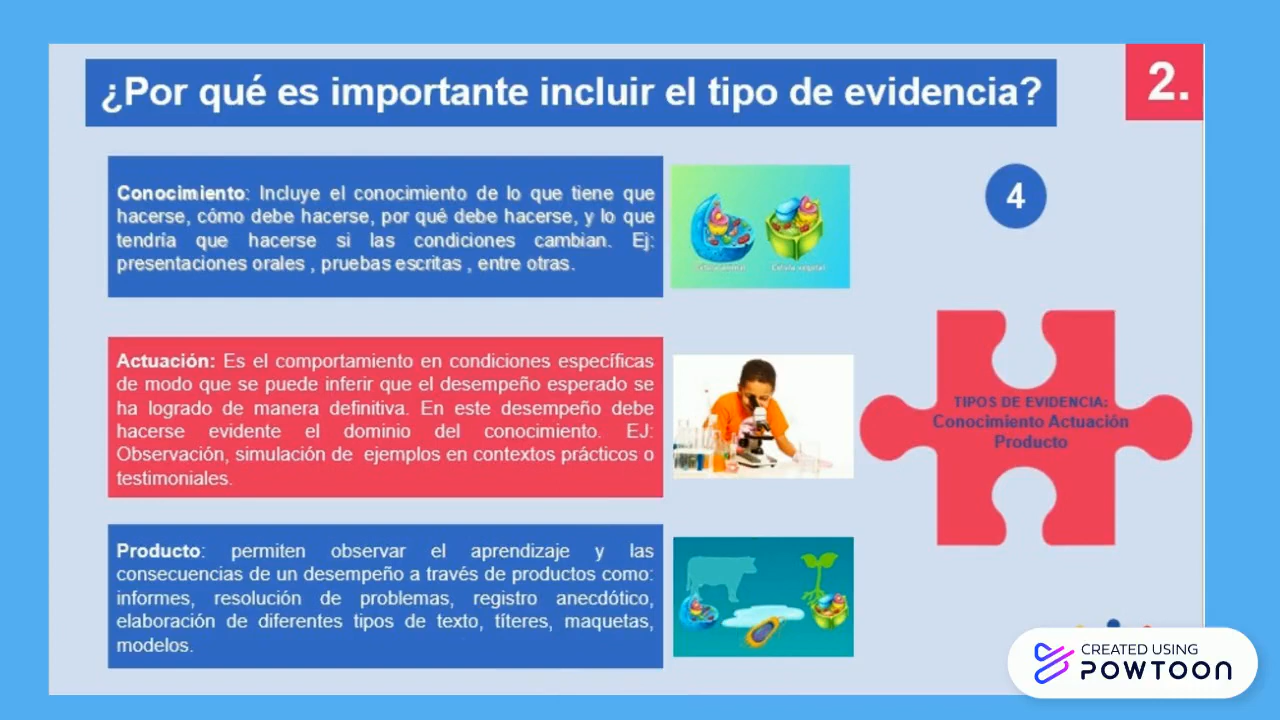 ¿Por qué es importante incluir el tipo de evidencia?
2.
Conocimiento: Incluye el conocimiento de lo que tiene que
hacerse, cómo debe hacerse, por qué debe hacerse, y lo que
tendría que hacerse si las condiciones cambian. Ej:
presentaciones orales , pruebas escritas , entre otras.
Célula animal
Célula vegetal
4
Actuación: Es el comportamiento en condiciones específicas
de modo que se puede inferir que el desempeño esperado se
ha logrado de manera definitiva. En este desempeño debe
hacerse evidente el dominio del conocimiento. EJ:
Observación, simulación de ejemplos en contextos prácticos o
testimoniales.
TIPOS DE EVIDENCIA:
Conocimiento Actuación
Producto
Producto: permiten observar el aprendizaje y las
consecuencias de un desempeño a través de productos como:
informes, resolución de problemas, registro anecdótico,
elaboración de diferentes tipos de texto, títeres, maquetas,
modelos.
CREATED USING
POWTOON